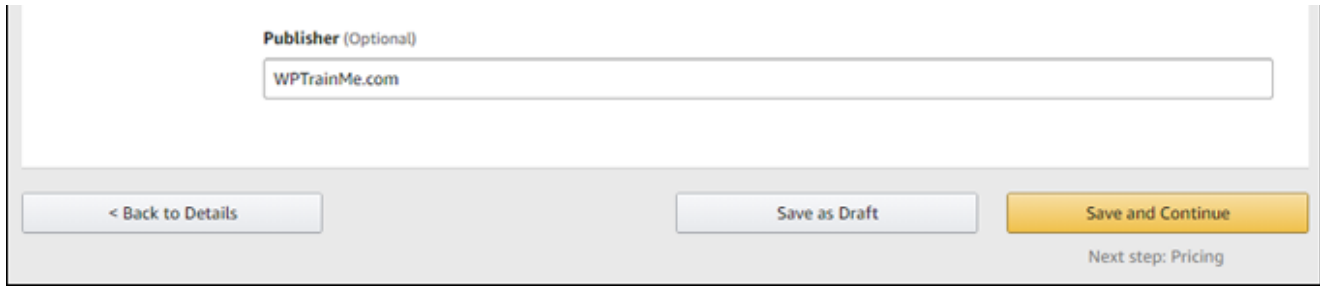 Publisher (Optional)
WPTrainMe.com
< Back to Details
Save as Draft
Save and Continue
Next step: Pricing